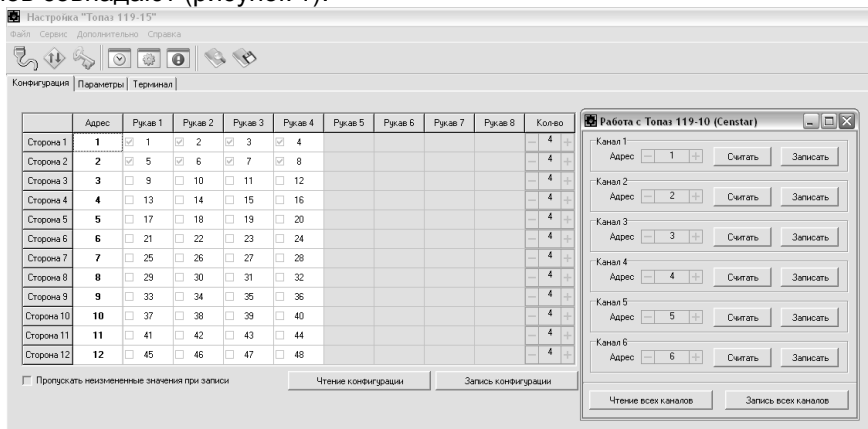 совпадают (рисунок 7).
Настройка "Топаз 119-15"
Файл Сервис Дополнительно Справка
Конфигурация Параметры Терминал
Адрес Рукав 1 Рукав 2 Рукав 3 Рукав 4 Рукав 5 Рукав 6 Рукав 7 Рукав 8 Кол-во
Сторона 1 1 1 2 3 4 4
Сторона 2 2 5 6 7 8 4
Сторона 3 3 9 10 11 12 4
Сторона 4 4 13 14 15 16 4
Сторона 5 5 17 18 19 20 4
Сторона 6 6 21 22 23 24 4
Сторона 7 7 25 26 27 28 4
Сторона 8 8 29 30 31 32 4
Сторона 9 9 33 34 35 36 4
Сторона 10 10 37 38 39 40 4
Сторона 11 11 41 42 43 44 4
Сторона 12 12 45 46 47 48 4
Пропускать неизмененные значения при записи
Чтение конфигурации Запись конфигурации
Работа с Топаз 119-10 (Censtar)
Канал 1
Адрес 1 Считать Записать
Канал 2
Адрес 2 Считать Записать
Канал 3
Адрес 3 Считать Записать
Канал 4
Адрес 4 Считать Записать
Канал 5
Адрес 5 Считать Записать
Канал 6
Адрес 6 Считать Записать
Чтение всех каналов Запись всех каналов